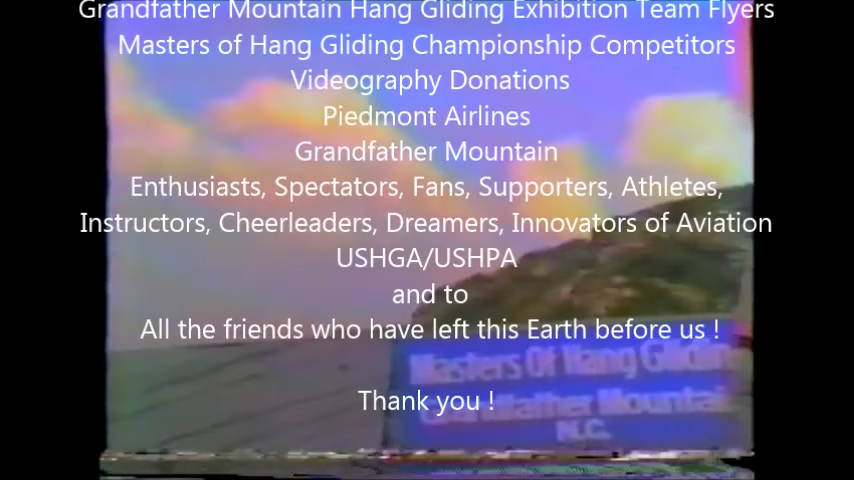 Grandfather Mountain Hang Gliding Exhibition Team Flyers
Masters of Hang Gliding Championship Competitors
Videography Donations
Piedmont Airlines
Grandfather Mountain
Enthusiasts, Spectators, Fans, Supporters, Athletes,
Instructors, Cheerleaders, Dreamers, Innovators of Aviation
USHGA/USHPA
and to
All the friends who have left this Earth before us !
Masters Of Hang Gliding
Thank you !
Grandfather Mountain
N.C.